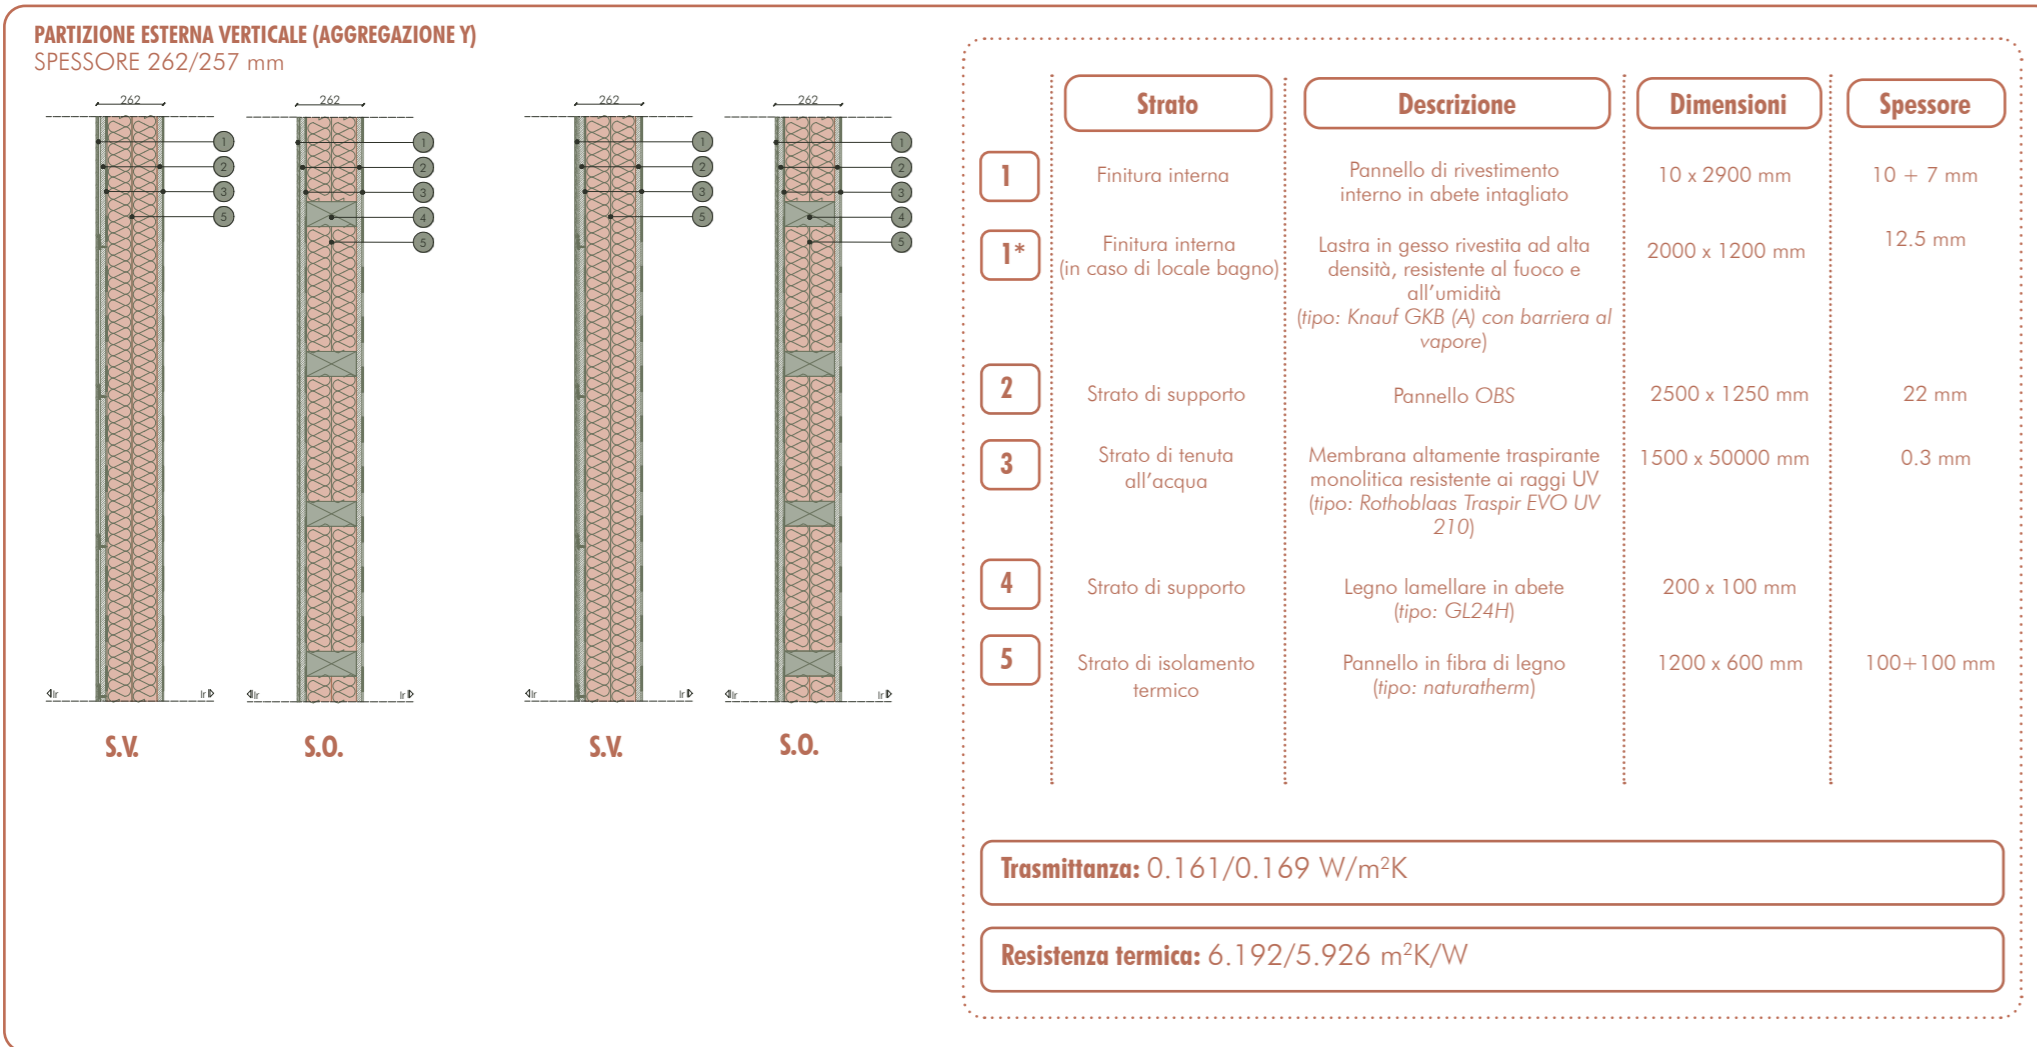 PARTIZIONE ESTERNA VERTICALE (AGGREGAZIONE Y)
SPESSORE 262/257 mm
262
1
2
3
5
lr
lr
S.V.
262
1
2
3
4
5
lr
lr
S.O.
262
1
2
3
5
lr
lr
S.V.
262
1
2
3
4
5
lr
lr
S.O.
Strato
Descrizione
Dimensioni
Spessore
1
Finitura interna
Pannello di rivestimento
interno in abete intagliato
10 x 2900 mm
10 + 7 mm
1*
Finitura interna
(in caso di locale bagno)
Lastra in gesso rivestita ad alta
densità, resistente al fuoco e
all'umidità
(tipo: Knauf GKB (A) con barriera al
vapore)
2000 x 1200 mm
12.5 mm
2
Strato di supporto
Pannello OBS
2500 x 1250 mm
22 mm
3
Strato di tenuta
all'acqua
Membrana altamente traspirante
monolitica resistente ai raggi UV
(tipo: Rothoblaas Traspir EVO UV
210)
1500 x 50000 mm
0.3 mm
4
Strato di supporto
Legno lamellare in abete
(tipo: GL24H)
200 x 100 mm
5
Strato di isolamento
termico
Pannello in fibra di legno
(tipo: naturatherm)
1200 x 600 mm
100+100 mm
Trasmittanza: 0.161/0.169 W/m²K
Resistenza termica: 6.192/5.926 m²K/W